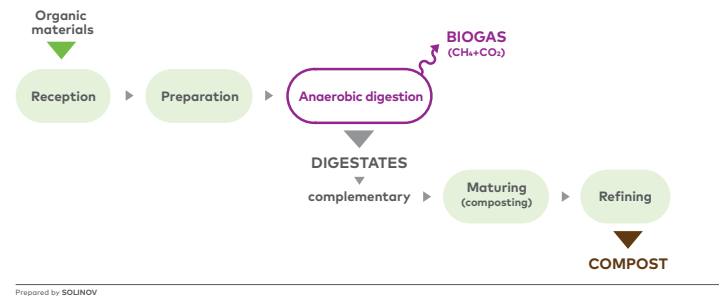 Organic
materials
Reception
Preparation
Anaerobic digestion
BIOGAS
(CH₄+CO₂)
DIGESTATES
complementary
Maturing
(composting)
Refining
COMPOST
Prepared by SOLINOV